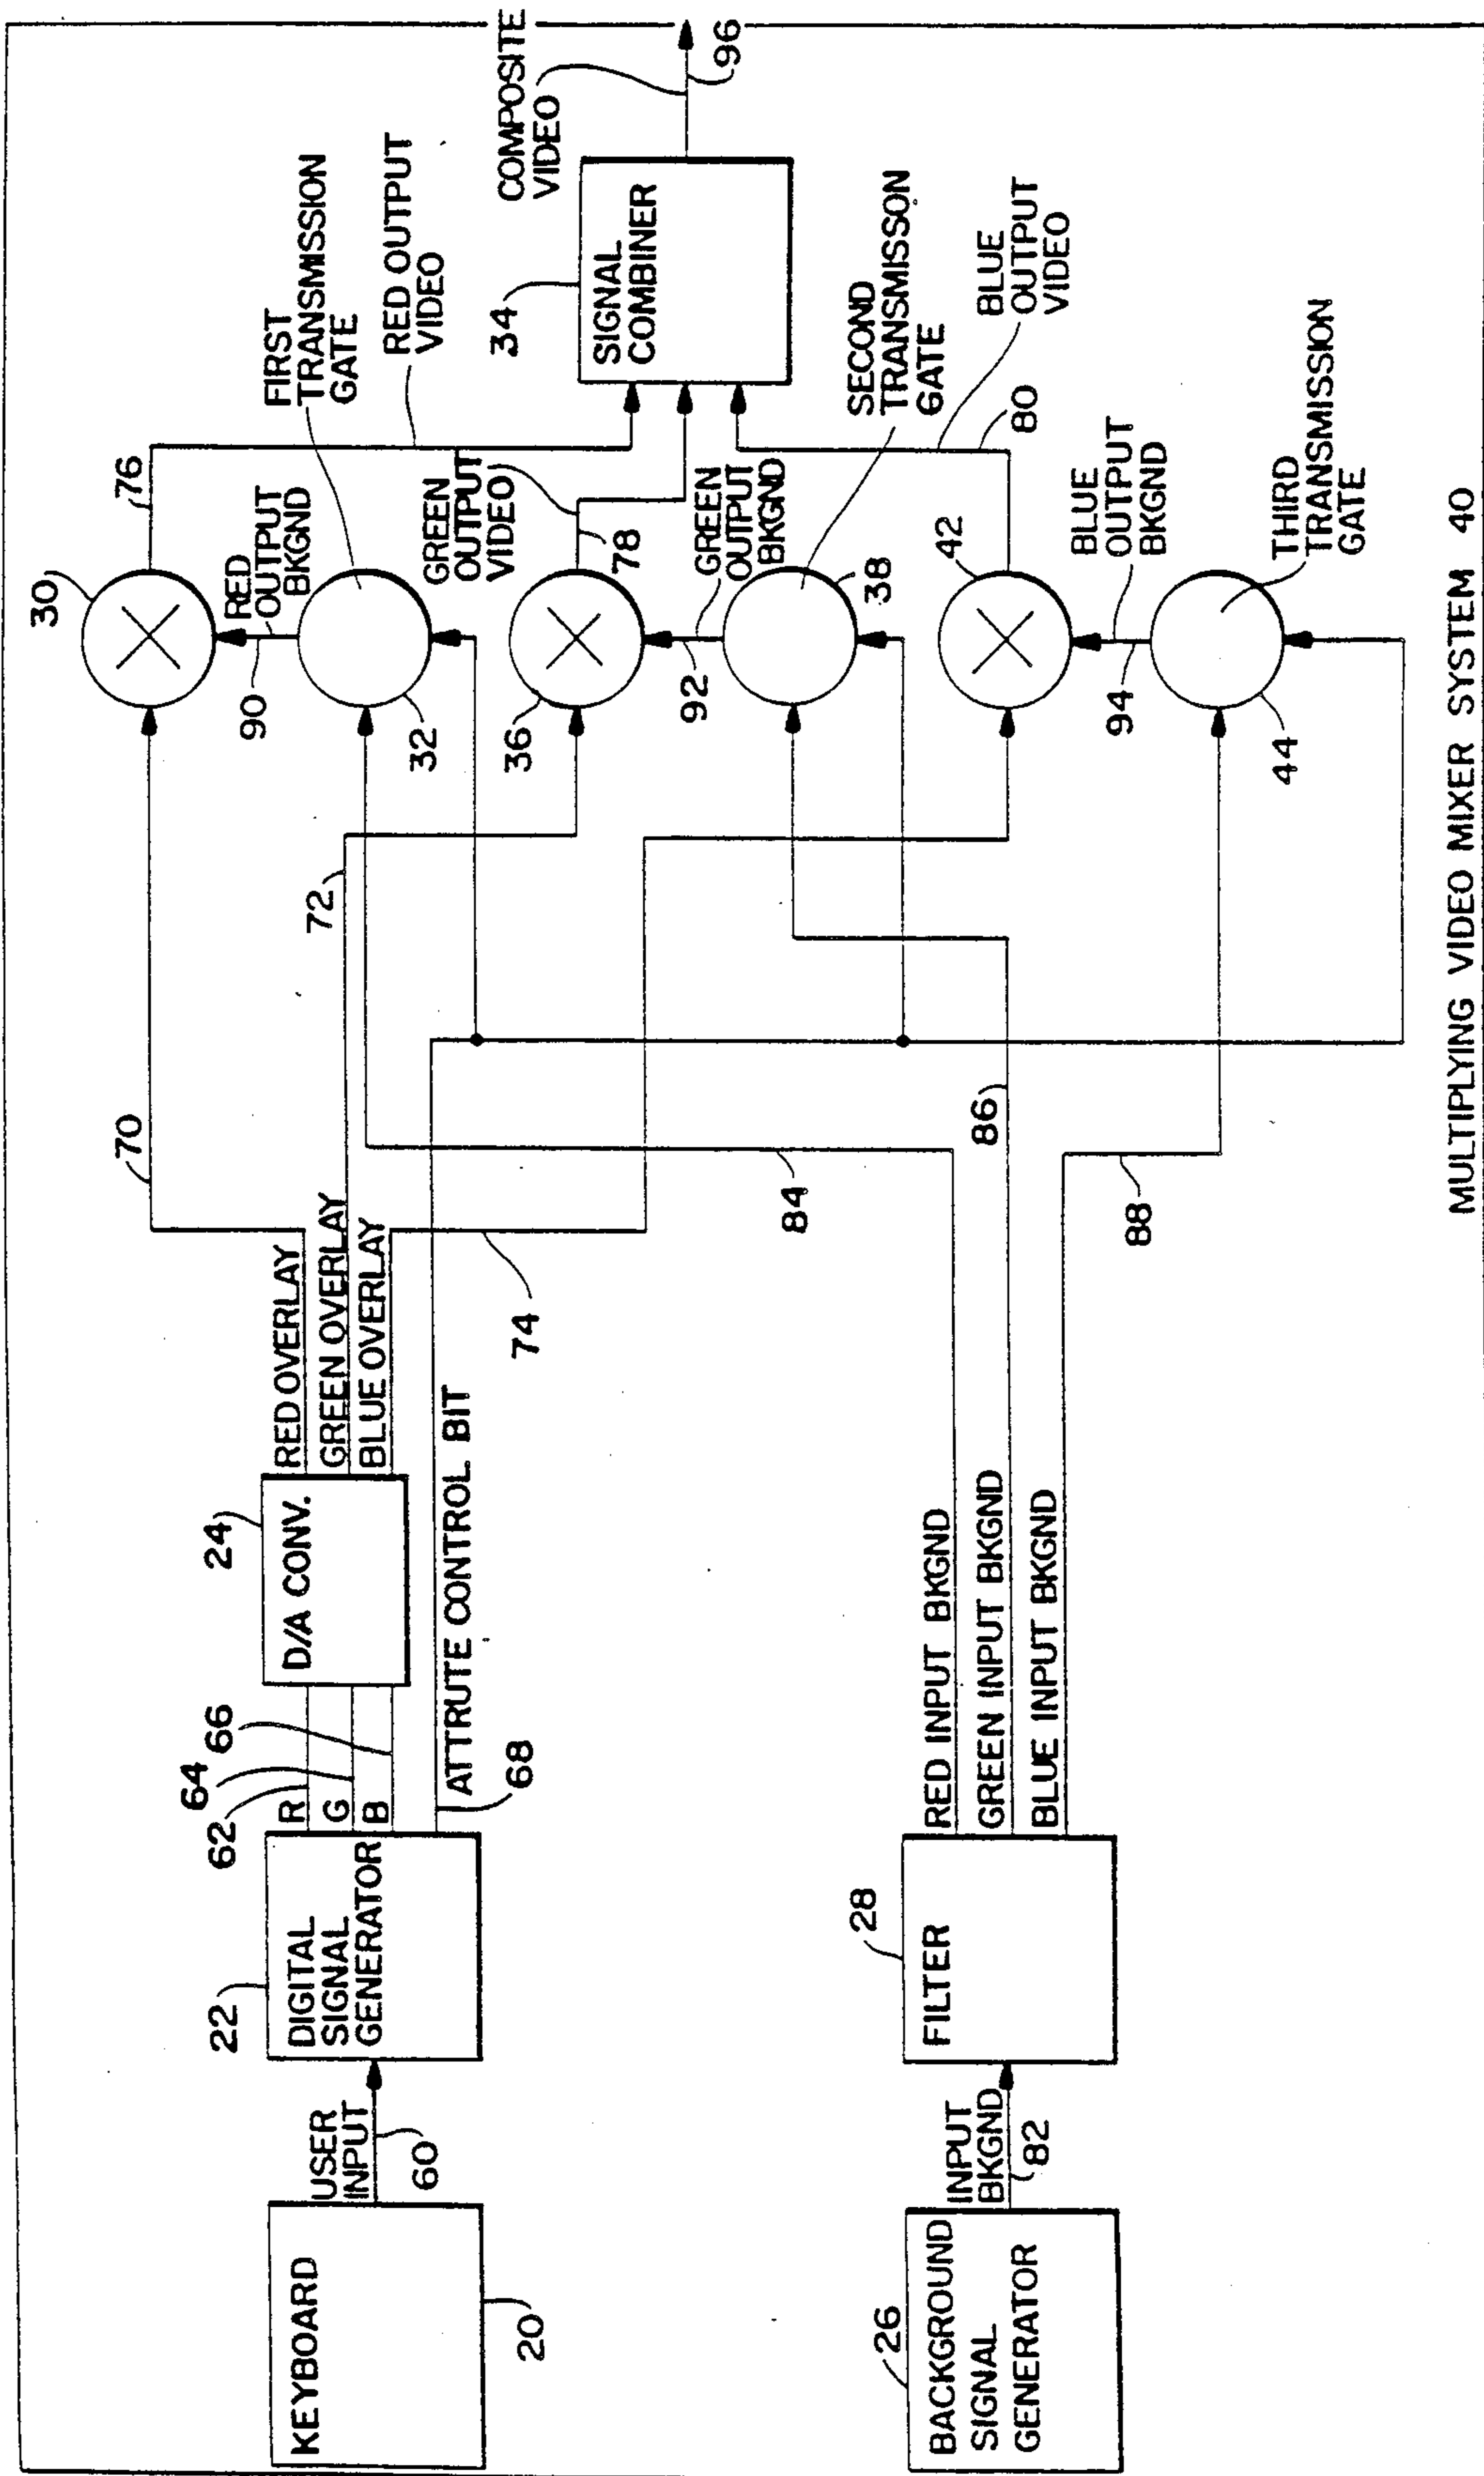 KEYBOARD
20
USER
INPUT
60
22
DIGITAL
SIGNAL
GENERATOR
R
G
B
62
64
66
68
ATTRUTE CONTROL BIT
24
D/A CONV.
RED OVERLAY
GREEN OVERLAY
BLUE OVERLAY
70
72
74
26
BACKGROUND
SIGNAL
GENERATOR
INPUT
BKGND
82
28
FILTER
RED INPUT BKGND
GREEN INPUT BKGND
BLUE INPUT BKGND
84
86
88
30
RED
OUTPUT
BKGND
90
32
76
FIRST
TRANSMISSION
GATE
RED OUTPUT
VIDEO
36
GREEN
OUTPUT
VIDEO
78
92
GREEN
OUTPUT
BKGND
38
SECOND
TRANSMISSON
GATE
42
BLUE
OUTPUT
VIDEO
80
94
BLUE
OUTPUT
BKGND
44
THIRD
TRANSMISSION
GATE
34
SIGNAL
COMBINER
COMPOSITE
VIDEO
96
MULTIPLYING VIDEO MIXER SYSTEM 40